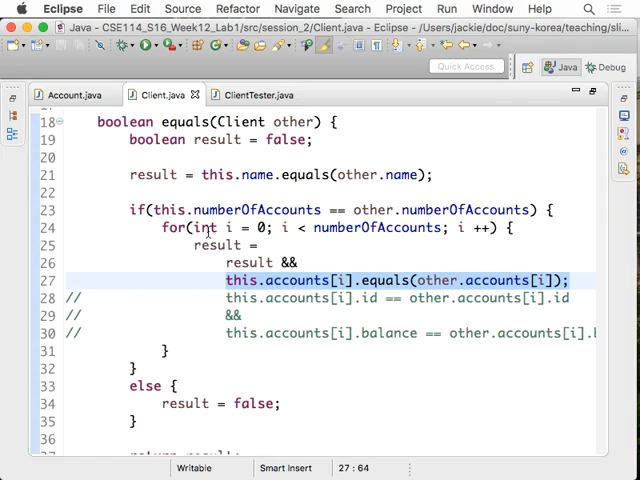 Eclipse File Edit Source Refactor Navigate Search Project Run Window Help
Java - CSE114_S16_Week12_Lab1/src/session_2/Client.java - Eclipse - /Users/jackie/doc/suny-korea/teaching/sli
Quick Access Java Debug
Account.java Client.java ClientTester.java
18 boolean equals(Client other) {
19 boolean result = false;
20
21 result = this.name.equals(other.name);
22
23 if(this.numberOfAccounts == other.numberOfAccounts) {
24 for(int i = 0; i < numberOfAccounts; i ++) {
25 result =
26 result &&
27 this.accounts[i].equals(other.accounts[i]);
28 // this.accounts[i].id == other.accounts[i].id
29 // &&
30 // this.accounts[i].balance == other.accounts[i].b
31 }
32 }
33 else {
34 result = false;
35 }
36
Writable Smart Insert 27 : 64